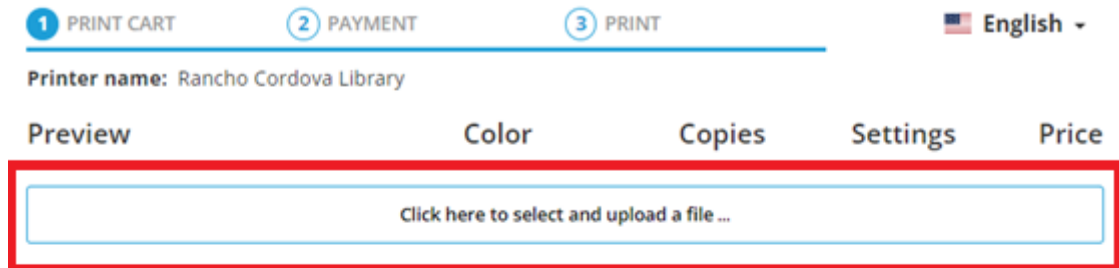 1 PRINT CART 2 PAYMENT 3 PRINT English
Printer name: Rancho Cordova Library
Preview Color Copies Settings Price
Click here to select and upload a file ...